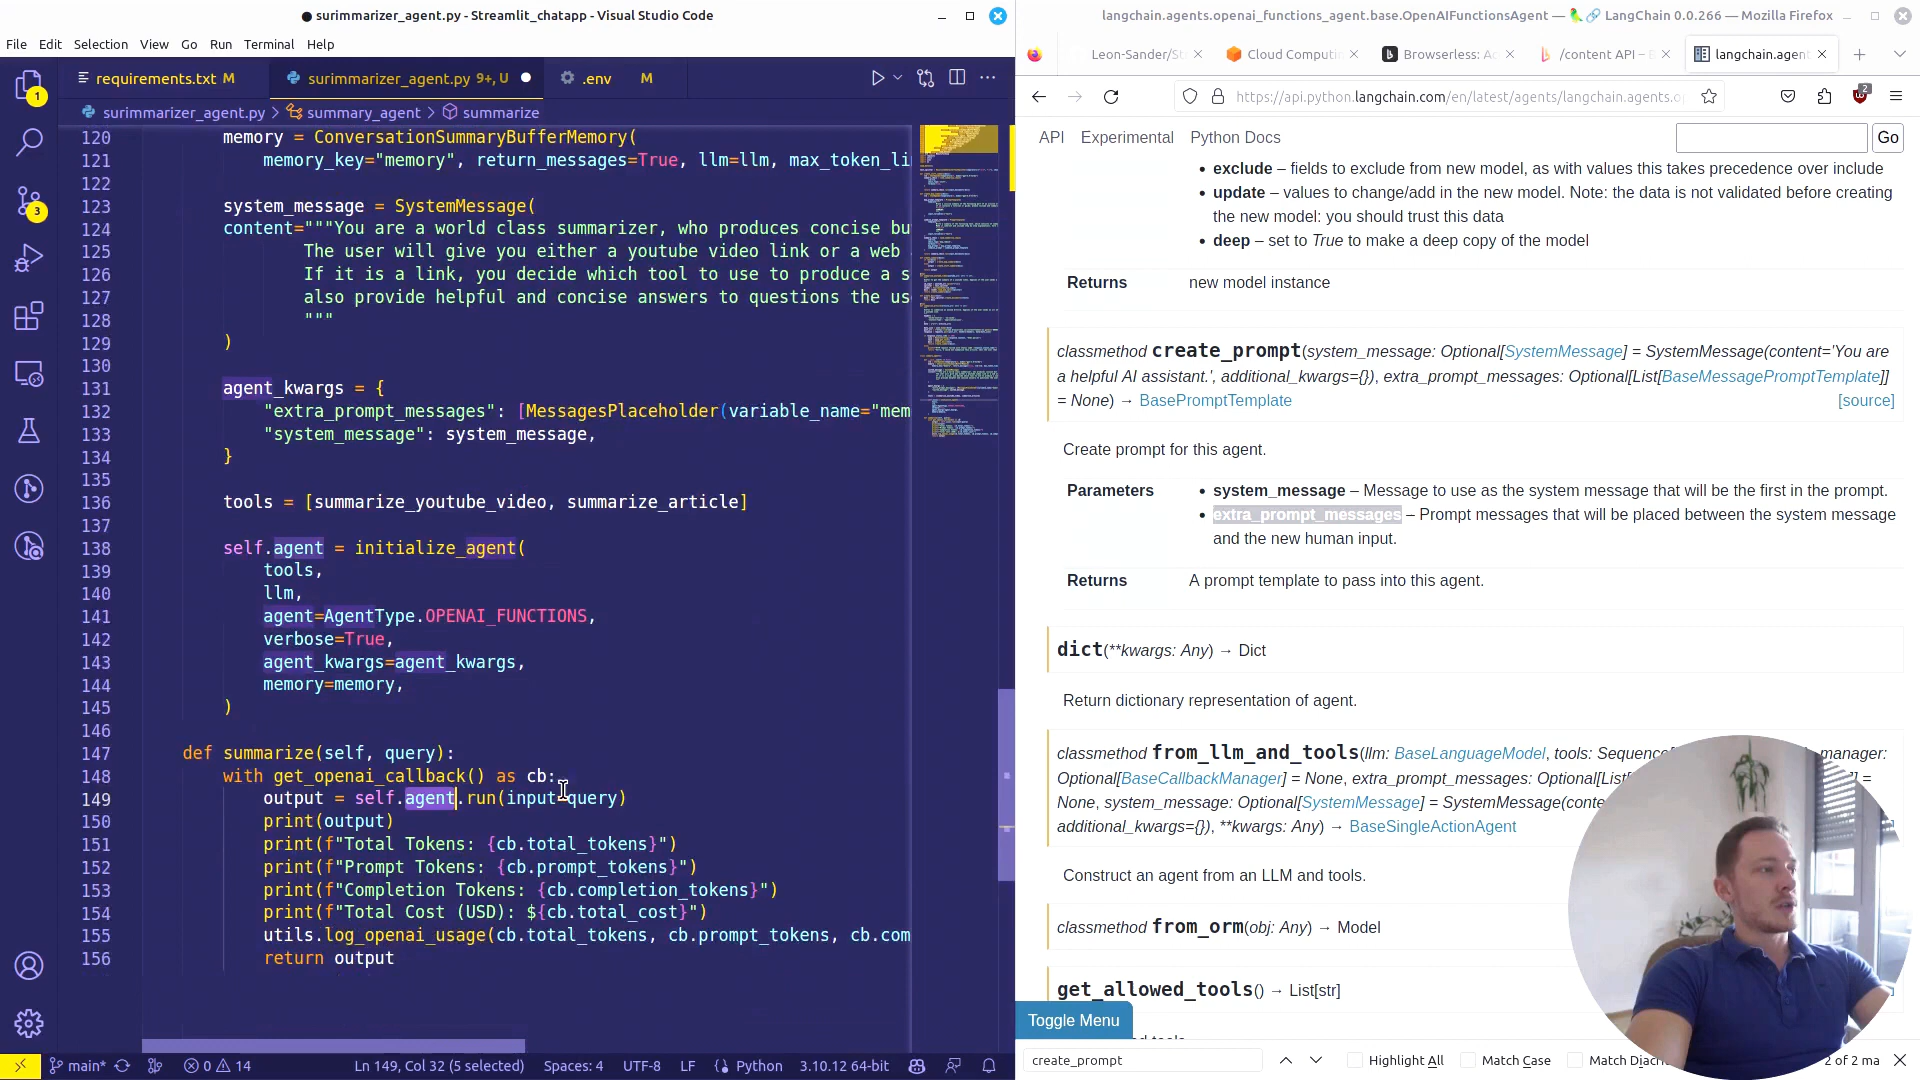 surimmarizer_agent.py - Streamlit_chatapp - Visual Studio Code
File Edit Selection View Go Run Terminal Help
requirements.txt M
surimmarizer_agent.py 9+, U
.env M
surimmarizer_agent.py > summary_agent > summarize
1
3
120 memory = ConversationSummaryBufferMemory(
121 memory_key="memory", return_messages=True, llm=llm, max_token_li
122
123 system_message = SystemMessage(
124 content="""You are a world class summarizer, who produces concise bu
125 The user will give you either a youtube video link or a web
126 If it is a link, you decide which tool to use to produce a s
127 also provide helpful and concise answers to questions the us
128 """
129 )
130
131 agent_kwargs = {
132 "extra_prompt_messages": [MessagesPlaceholder(variable_name="mem
133 "system_message": system_message,
134 }
135
136 tools = [summarize_youtube_video, summarize_article]
137
138 self.agent = initialize_agent(
139 tools,
140 llm,
141 agent=AgentType.OPENAI_FUNCTIONS,
142 verbose=True,
143 agent_kwargs=agent_kwargs,
144 memory=memory,
145 )
146
147 def summarize(self, query):
148 with get_openai_callback() as cb:
149 output = self.agent.run(input=query)
150 print(output)
151 print(f"Total Tokens: {cb.total_tokens}")
152 print(f"Prompt Tokens: {cb.prompt_tokens}")
153 print(f"Completion Tokens: {cb.completion_tokens}")
154 print(f"Total Cost (USD): ${cb.total_cost}")
155 utils.log_openai_usage(cb.total_tokens, cb.prompt_tokens, cb.com
156 return output
main* 0 14 Ln 149, Col 32 (5 selected) Spaces: 4 UTF-8 LF Python 3.10.12 64-bit
langchain.agents.openai_functions_agent.base.OpenAIFunctionsAgent — 🦜🔗 LangChain 0.0.266 — Mozilla Firefox
Leon-Sander/St
Cloud Computin
Browserless: A
/content API –
langchain.agent
https://api.python.langchain.com/en/latest/agents/langchain.agents.o
2
API Experimental Python Docs
Go
• exclude – fields to exclude from new model, as with values this takes precedence over include
• update – values to change/add in the new model. Note: the data is not validated before creating
the new model: you should trust this data
• deep – set to True to make a deep copy of the model
Returns new model instance
classmethod create_prompt(system_message: Optional[SystemMessage] = SystemMessage(content='You are
a helpful AI assistant.', additional_kwargs={}), extra_prompt_messages: Optional[List[BaseMessagePromptTemplate]]
= None) → BasePromptTemplate [source]
Create prompt for this agent.
Parameters • system_message – Message to use as the system message that will be the first in the prompt.
• extra_prompt_messages – Prompt messages that will be placed between the system message
and the new human input.
Returns A prompt template to pass into this agent.
dict(**kwargs: Any) → Dict
Return dictionary representation of agent.
classmethod from_llm_and_tools(llm: BaseLanguageModel, tools: Sequence[ manager:
Optional[BaseCallbackManager] = None, extra_prompt_messages: Optional[List[ =
None, system_message: Optional[SystemMessage] = SystemMessage(conte
additional_kwargs={}), **kwargs: Any) → BaseSingleActionAgent
Construct an agent from an LLM and tools.
classmethod from_orm(obj: Any) → Model
get_allowed_tools() → List[str]
Toggle Menu
create_prompt Highlight All Match Case Match Diac 2 of 2 ma